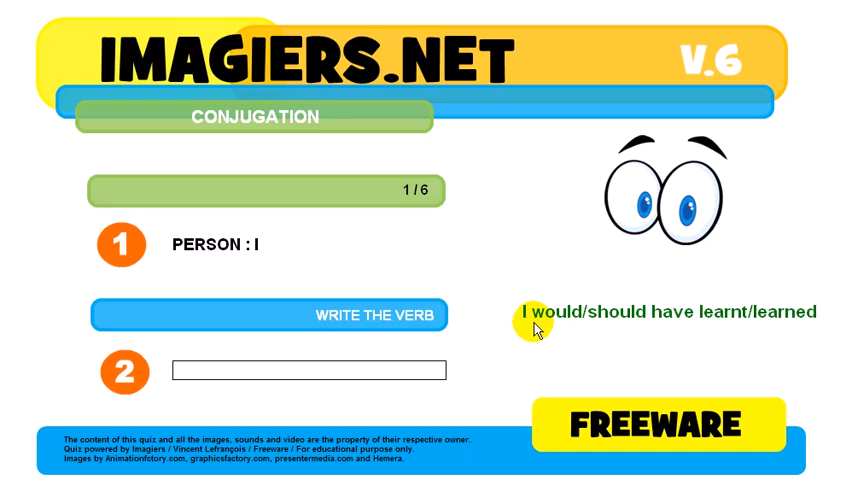 IMAGIERS.NET
V.6
CONJUGATION
1 / 6
1
PERSON : I
WRITE THE VERB
I would/should have learnt/learned
2
FREEWARE
The content of this quiz and all the images, sounds and video are the property of their respective owner.
Quiz powered by Imagiers / Vincent Lefrançois / Freeware / For educational purpose only.
Images by Animationfctory.com, graphicsfactory.com, presentermedia.com and Hemera.